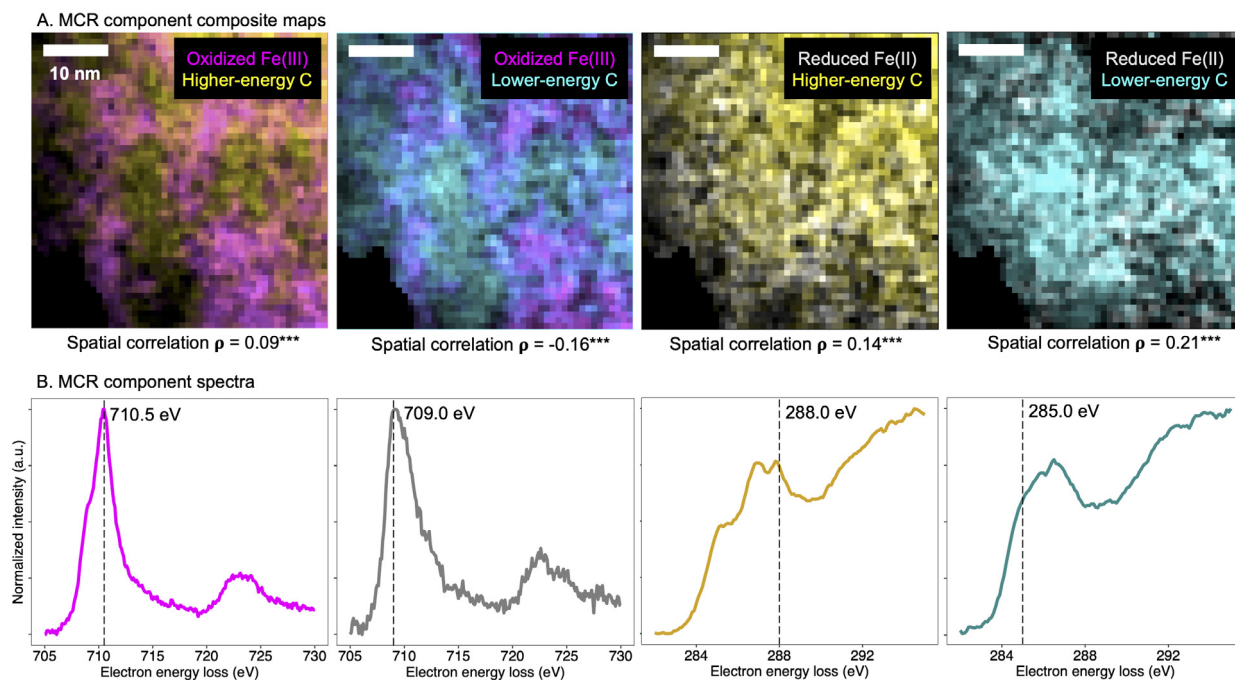 A. MCR component composite maps
10 nm
Oxidized Fe(III)
Higher-energy C
Oxidized Fe(III)
Lower-energy C
Reduced Fe(II)
Higher-energy C
Reduced Fe(II)
Lower-energy C
Spatial correlation ρ = 0.09***
Spatial correlation ρ = -0.16***
Spatial correlation ρ = 0.14***
Spatial correlation ρ = 0.21***
B. MCR component spectra
Normalized intensity (a.u.)
710.5 eV
705 710 715 720 725 730
Electron energy loss (eV)
709.0 eV
705 710 715 720 725 730
Electron energy loss (eV)
288.0 eV
284 288 292
Electron energy loss (eV)
285.0 eV
284 288 292
Electron energy loss (eV)